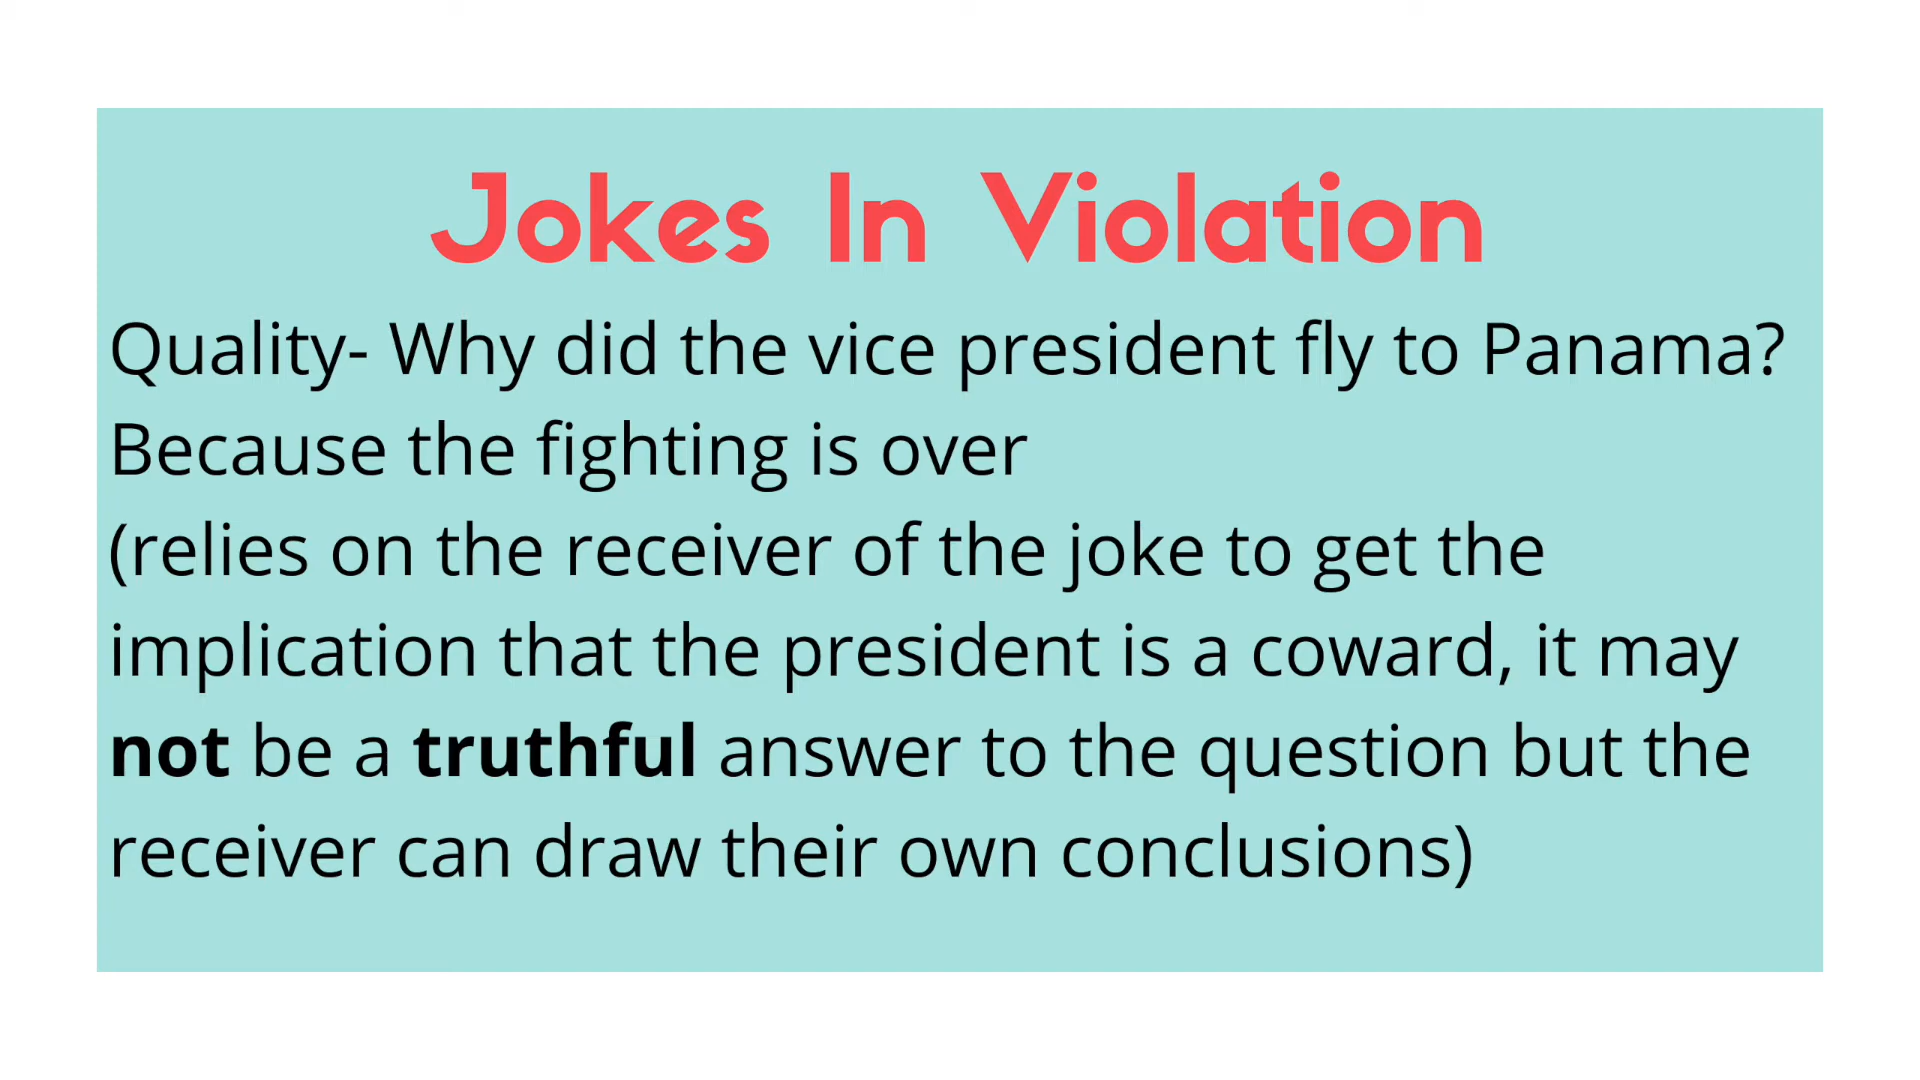 Jokes In Violation
Quality- Why did the vice president fly to Panama?
Because the fighting is over
(relies on the receiver of the joke to get the
implication that the president is a coward, it may
not be a truthful answer to the question but the
receiver can draw their own conclusions)